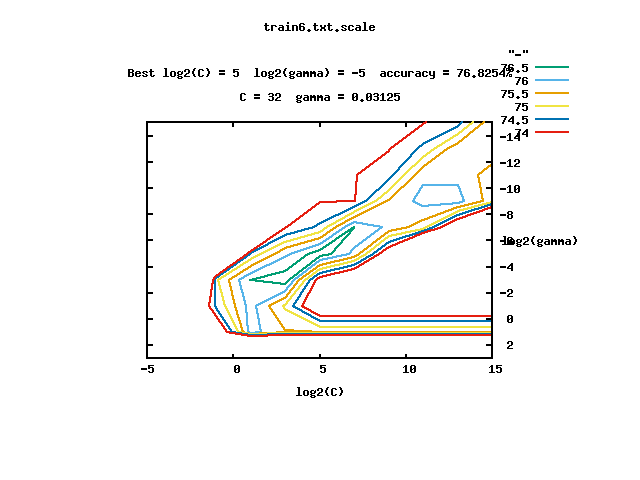 train6.txt.scale
"-"
Best log2(C) = 5  log2(gamma) = -5  accuracy = 76.8254%
76.5
76
C = 32  gamma = 0.03125
75.5
75
74.5
74
-14
-12
-10
-8
-6
log2(gamma)
-4
-2
0
2
-5 0 5 10 15
log2(C)